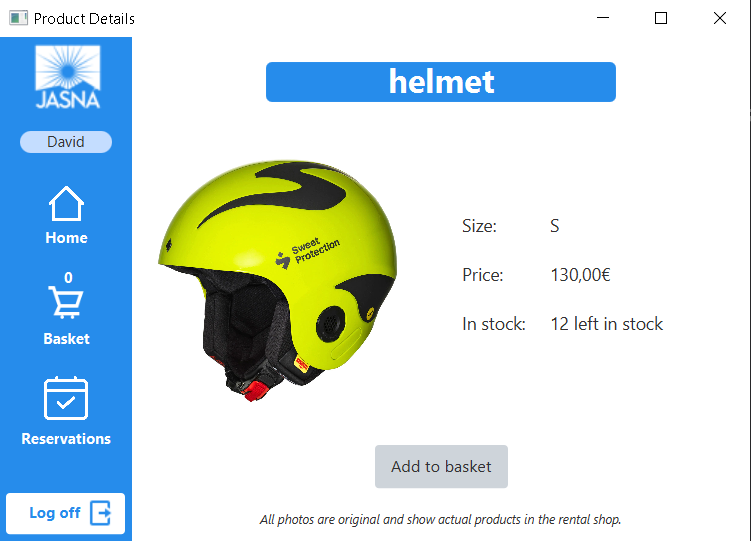 Product Details
JASNA
David
Home
0
Basket
Reservations
Log off
helmet
Sweet
Protection
Size: S
Price: 130,00€
In stock: 12 left in stock
Add to basket
All photos are original and show actual products in the rental shop.